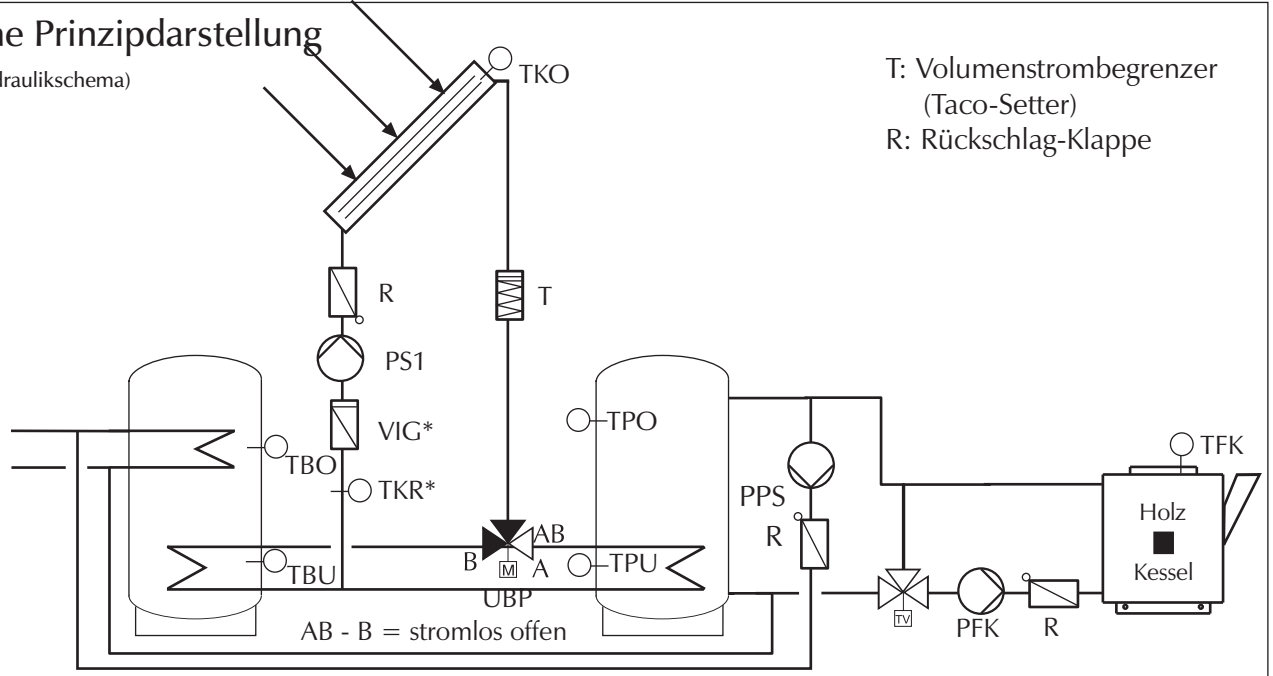 ne Prinzipdarstellung
draulikschema)
TKO
T: Volumenstrombegrenzer
(Taco-Setter)
R: Rückschlag-Klappe
R
T
PS1
VIG*
TPO
TBO
TKR*
PPS
TFK
R
Holz
Kessel
AB
B
M
A
TBU
TPU
UBP
TV
PFK
R
AB - B = stromlos offen